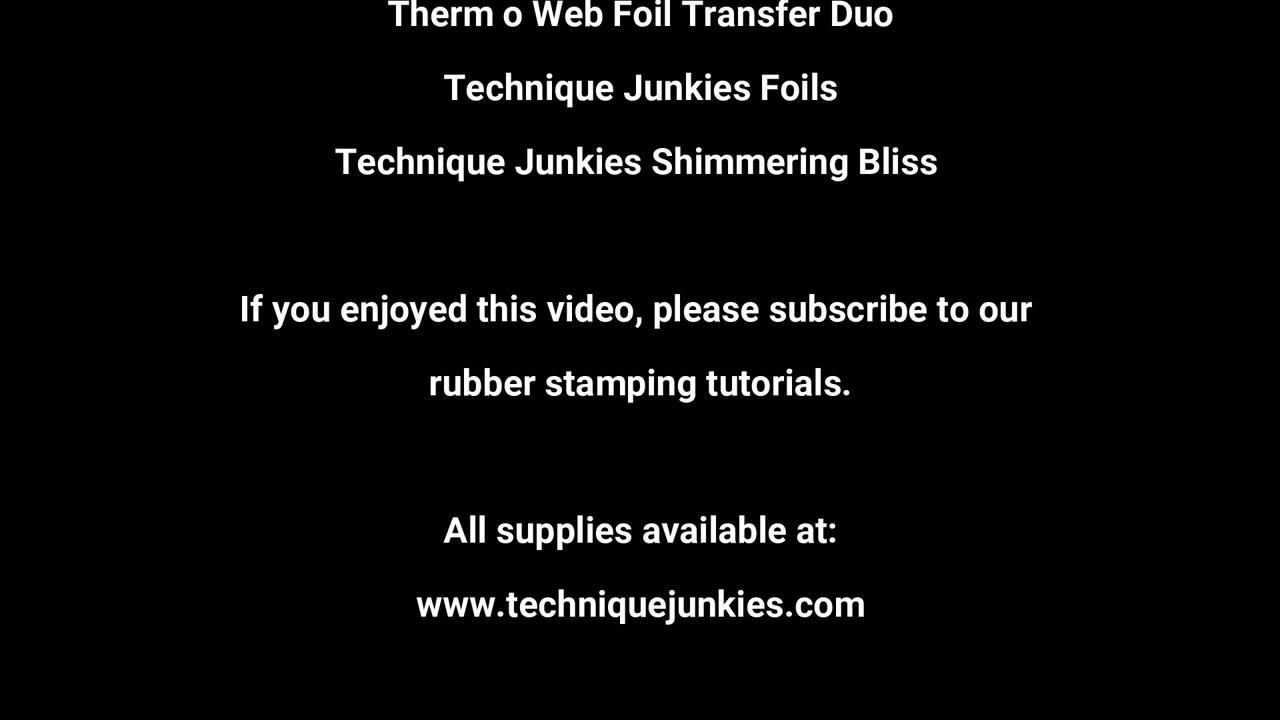 Therm o Web Foil Transfer Duo
Technique Junkies Foils
Technique Junkies Shimmering Bliss
If you enjoyed this video, please subscribe to our
rubber stamping tutorials.
All supplies available at:
www.techniquejunkies.com